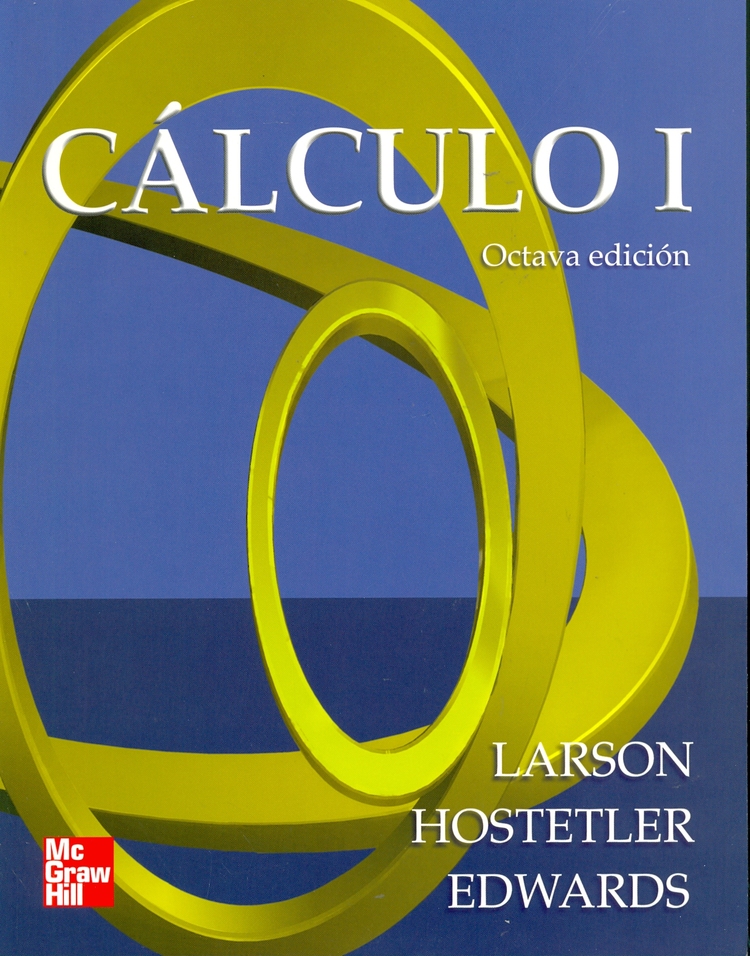 CÁLCULO I
Octava edición
LARSON
HOSTETLER
EDWARDS
Mc
Graw
Hill